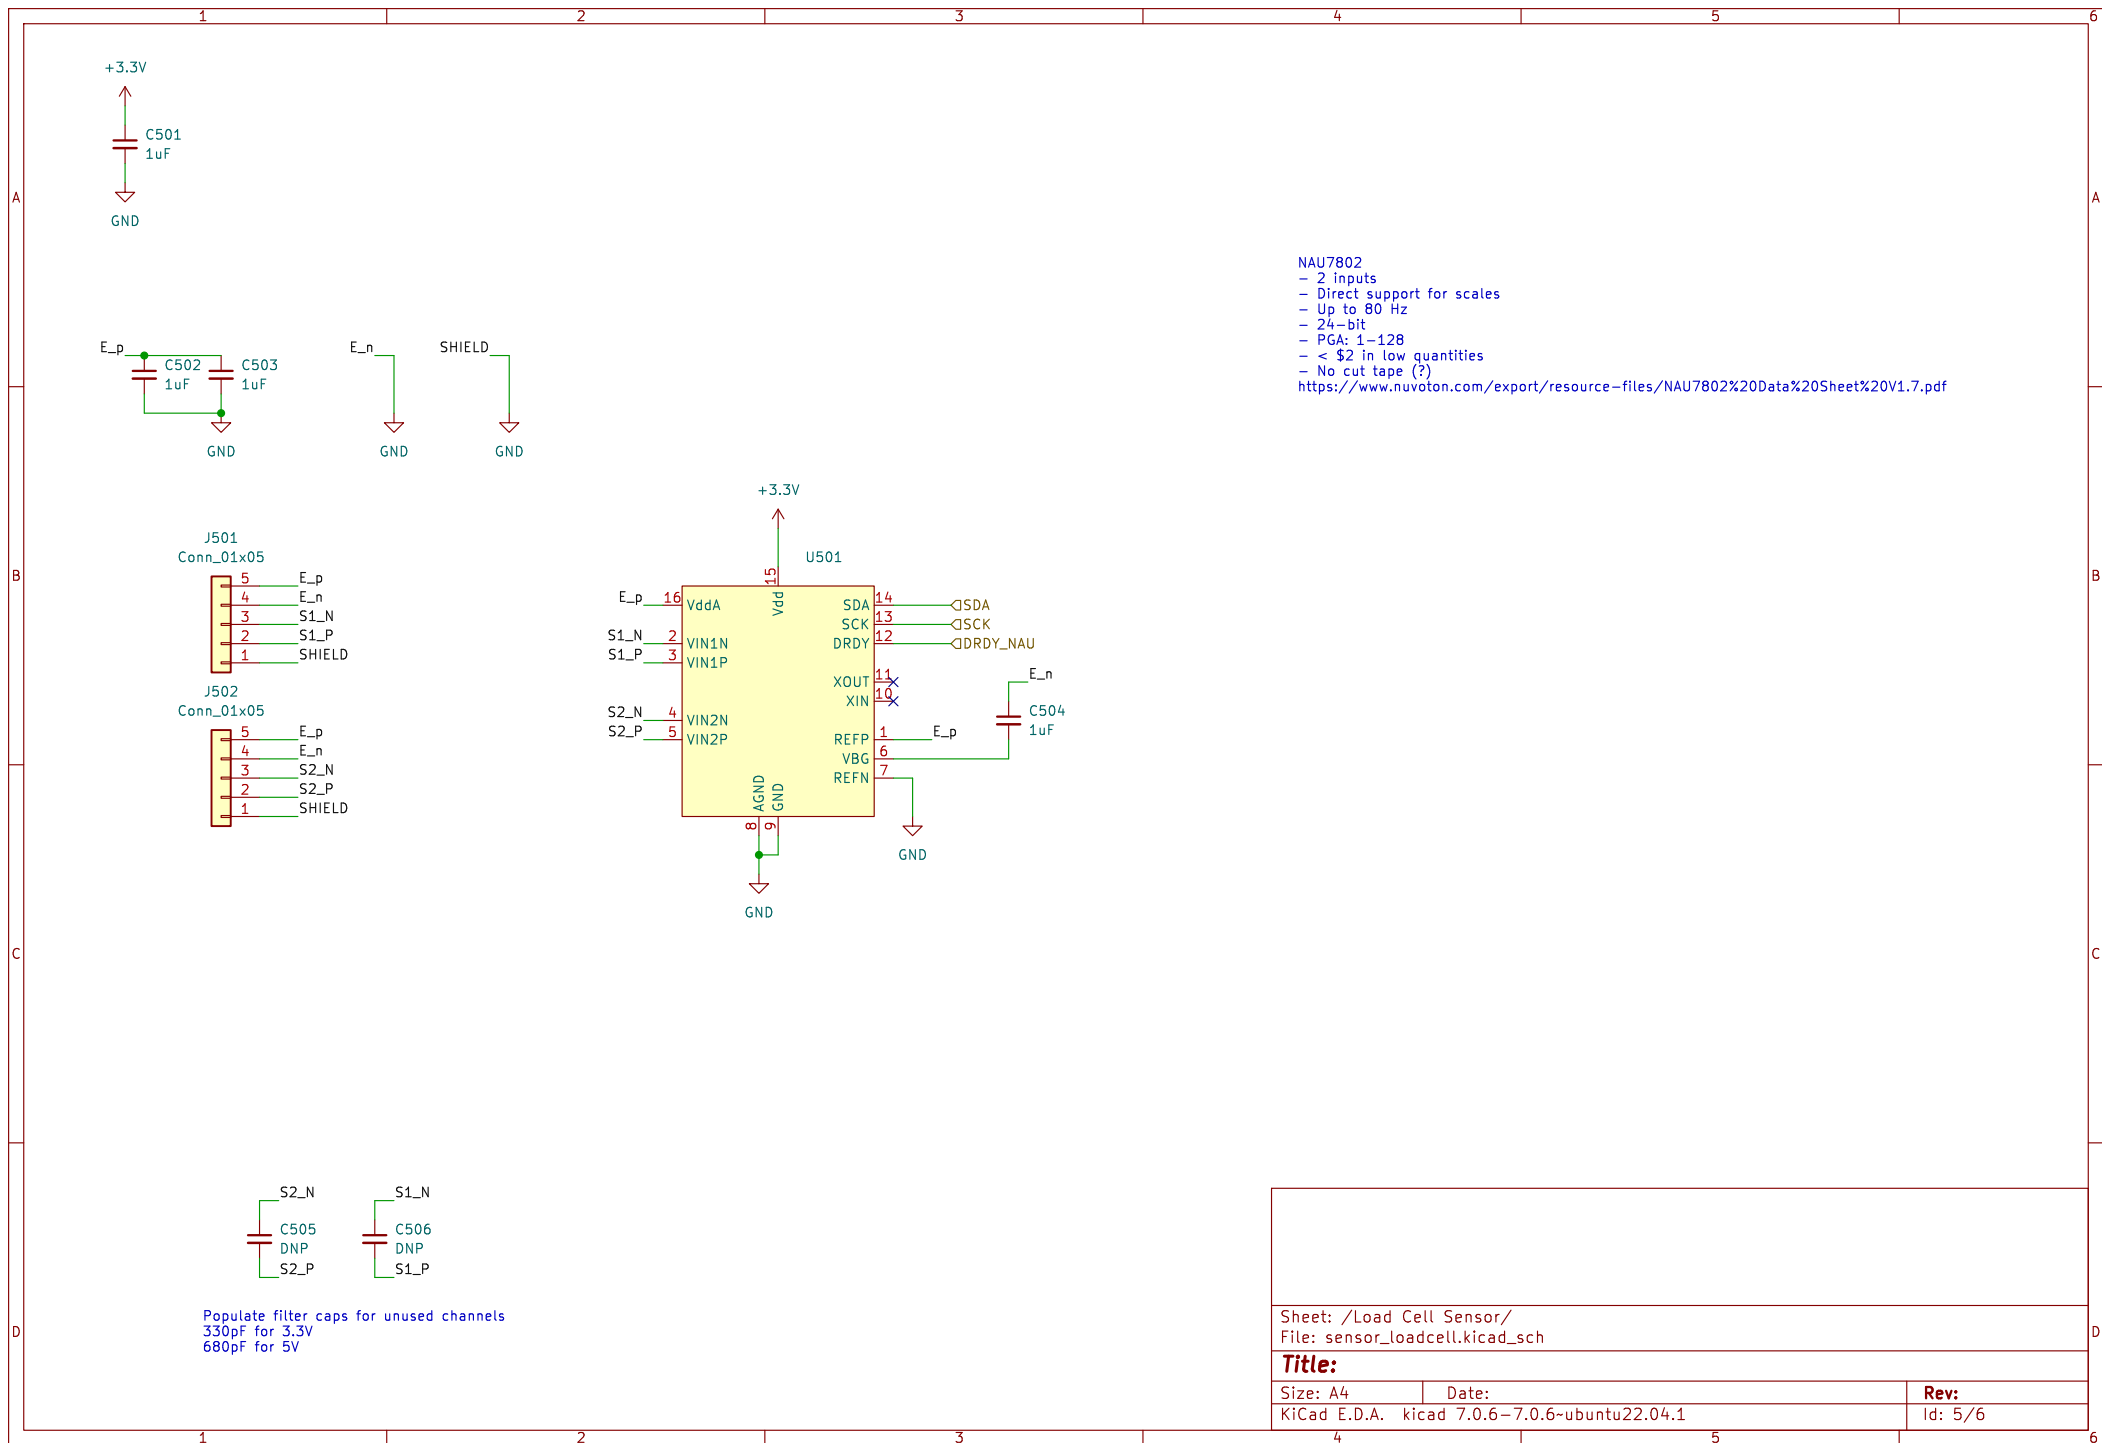 1 2 3 4 5 6
+3.3V
C501
1uF
GND
A A
NAU7802
- 2 inputs
- Direct support for scales
- Up to 80 Hz
- 24-bit
- PGA: 1-128
- < $2 in low quantities
- No cut tape (?)
https://www.nuvoton.com/export/resource-files/NAU7802%20Data%20Sheet%20V1.7.pdf
E_p E_n SHIELD
C502 C503
1uF 1uF
GND GND GND
+3.3V
J501
Conn_01x05
5 E_p
4 E_n
3 S1_N
2 S1_P
1 SHIELD
B B
J502
Conn_01x05
5 E_p
4 E_n
3 S2_N
2 S2_P
1 SHIELD
U501
15
Vdd
E_p 16 VddA
S1_N 2 VIN1N
S1_P 3 VIN1P
S2_N 4 VIN2N
S2_P 5 VIN2P
SDA 14 SDA
SCK 13 SCK
DRDY 12 DRDY_NAU
XOUT 11
XIN 10
REFP 1 E_p
VBG 6
REFN 7
E_n
C504
1uF
AGND GND
8 9
GND
GND
C C
S2_N S1_N
C505 C506
DNP DNP
S2_P S1_P
Populate filter caps for unused channels
330pF for 3.3V
680pF for 5V
D D
Sheet: /Load Cell Sensor/
File: sensor_loadcell.kicad_sch
Title:
Size: A4 Date: Rev:
KiCad E.D.A. kicad 7.0.6-7.0.6~ubuntu22.04.1 Id: 5/6
1 2 3 4 5 6